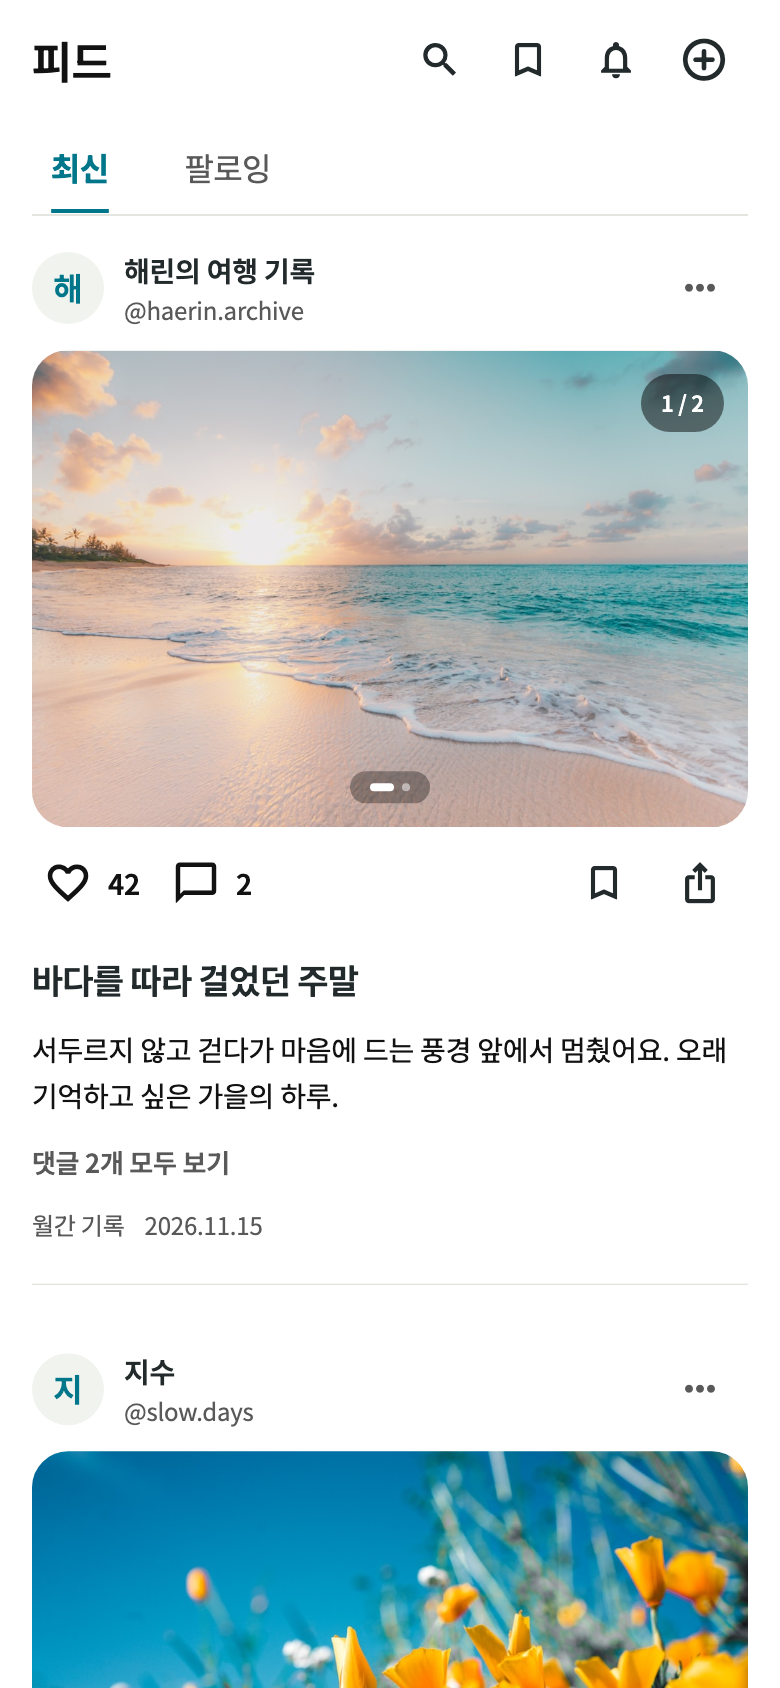 피드
최신 팔로잉
해
해린의 여행 기록
@haerin.archive
1 / 2
42 2
바다를 따라 걸었던 주말
서두르지 않고 걷다가 마음에 드는 풍경 앞에서 멈췄어요. 오래
기억하고 싶은 가을의 하루.
댓글 2개 모두 보기
월간 기록 2026.11.15
지
지수
@slow.days